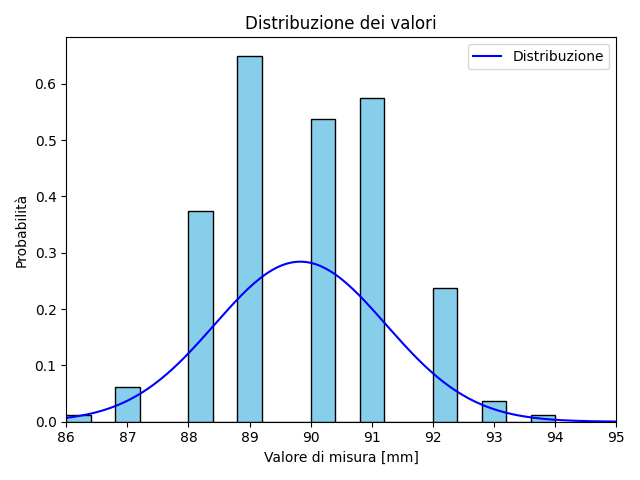 Distribuzione dei valori
Distribuzione
Probabilità
0.6
0.5
0.4
0.3
0.2
0.1
0.0
86 87 88 89 90 91 92 93 94 95
Valore di misura [mm]